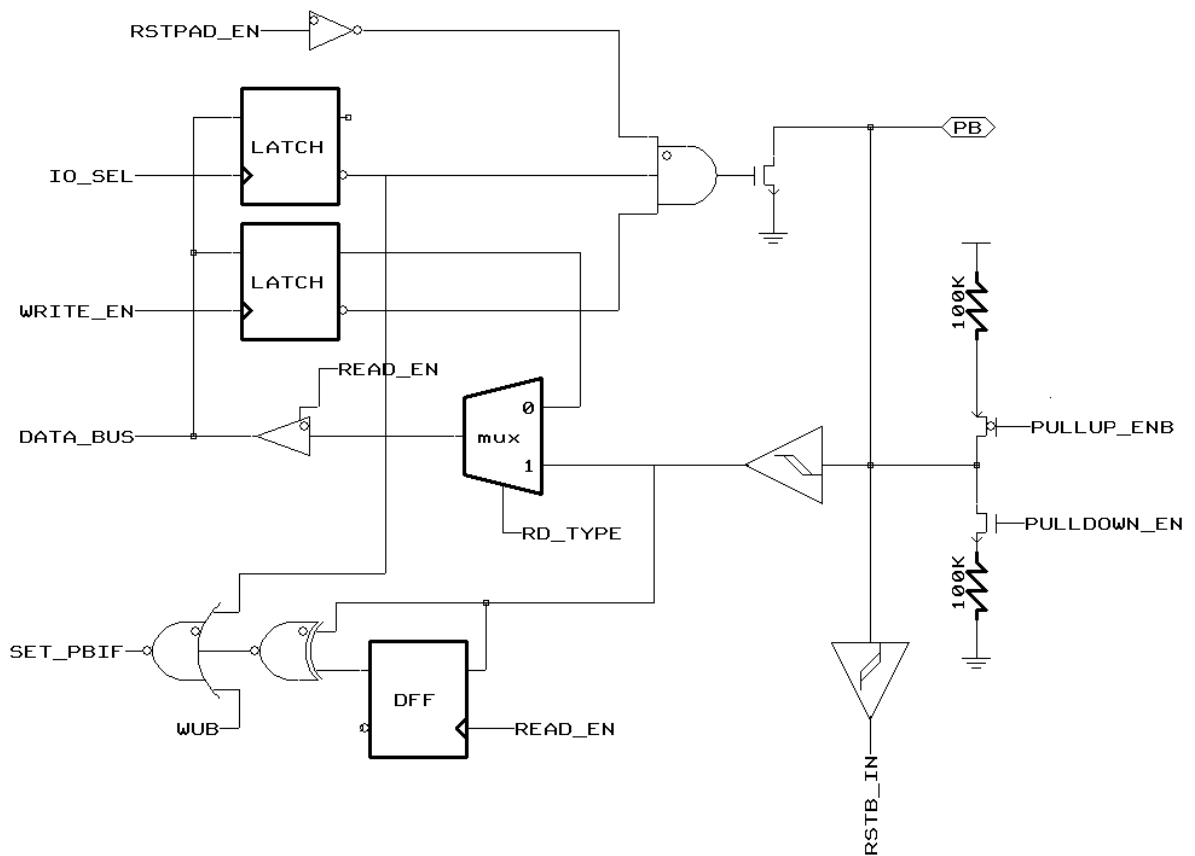 RSTPAD_EN
PB
LATCH
IO_SEL
LATCH
WRITE_EN
100K
READ_EN
0
DATA_BUS
mux
PULLUP_ENB
1
PULLDOWN_EN
RD_TYPE
100K
SET_PBIF
DFF
WUB
READ_EN
RSTB_IN